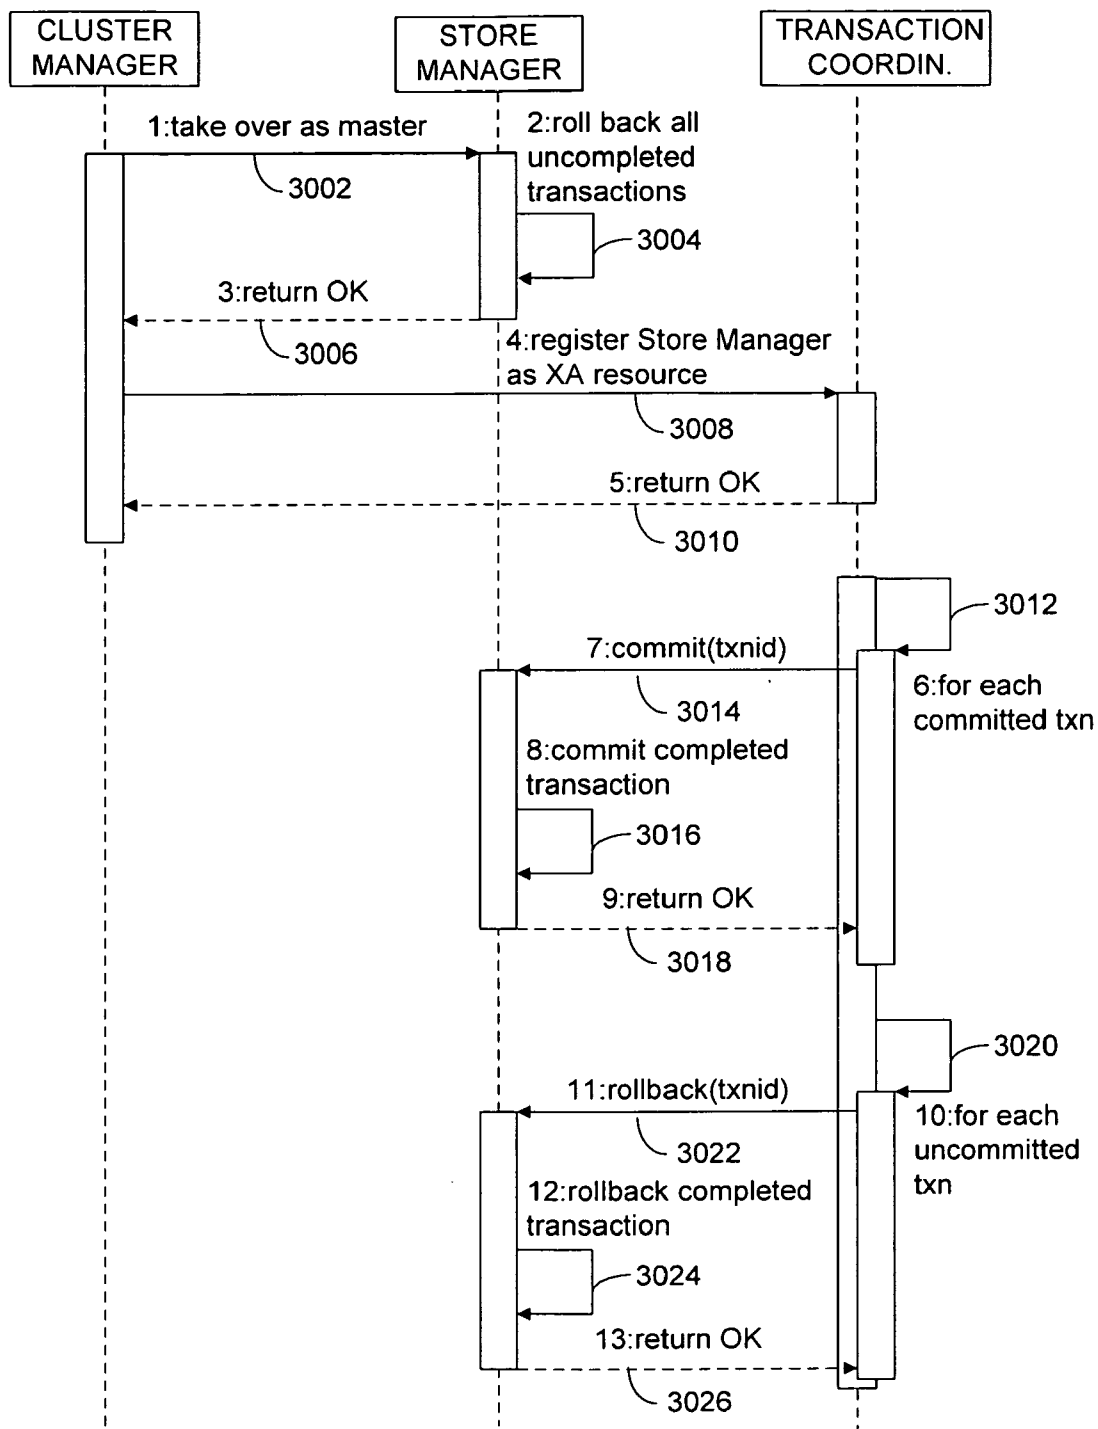 CLUSTER
MANAGER
STORE
MANAGER
TRANSACTION
COORDIN.
1:take over as master
3002
2:roll back all
uncompleted
transactions
3004
3:return OK
3006
4:register Store Manager
as XA resource
3008
5:return OK
3010
3012
6:for each
committed txn
7:commit(txnid)
3014
8:commit completed
transaction
3016
9:return OK
3018
3020
10:for each
uncommitted
txn
11:rollback(txnid)
3022
12:rollback completed
transaction
3024
13:return OK
3026